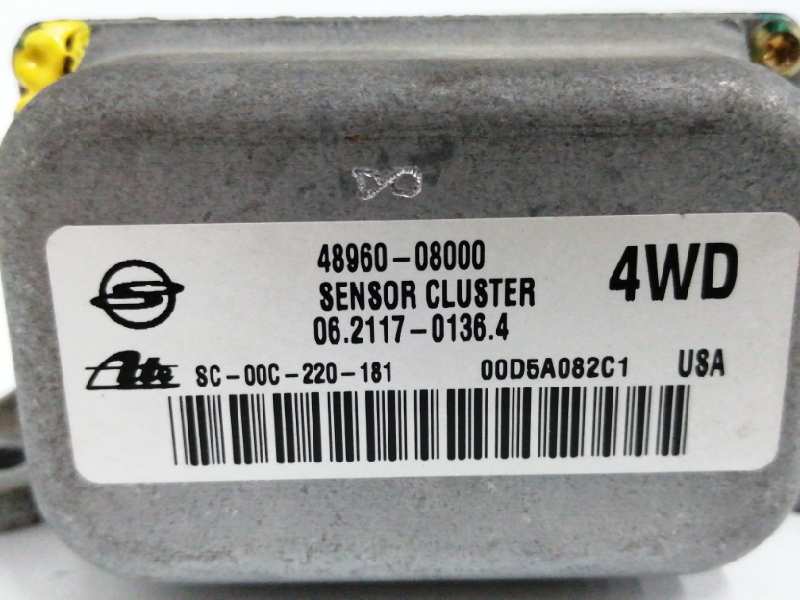 48960-08000
4WD
SENSOR CLUSTER
06.2117-0136.4
Ate SC-00C-220-181 00D5A082C1 USA